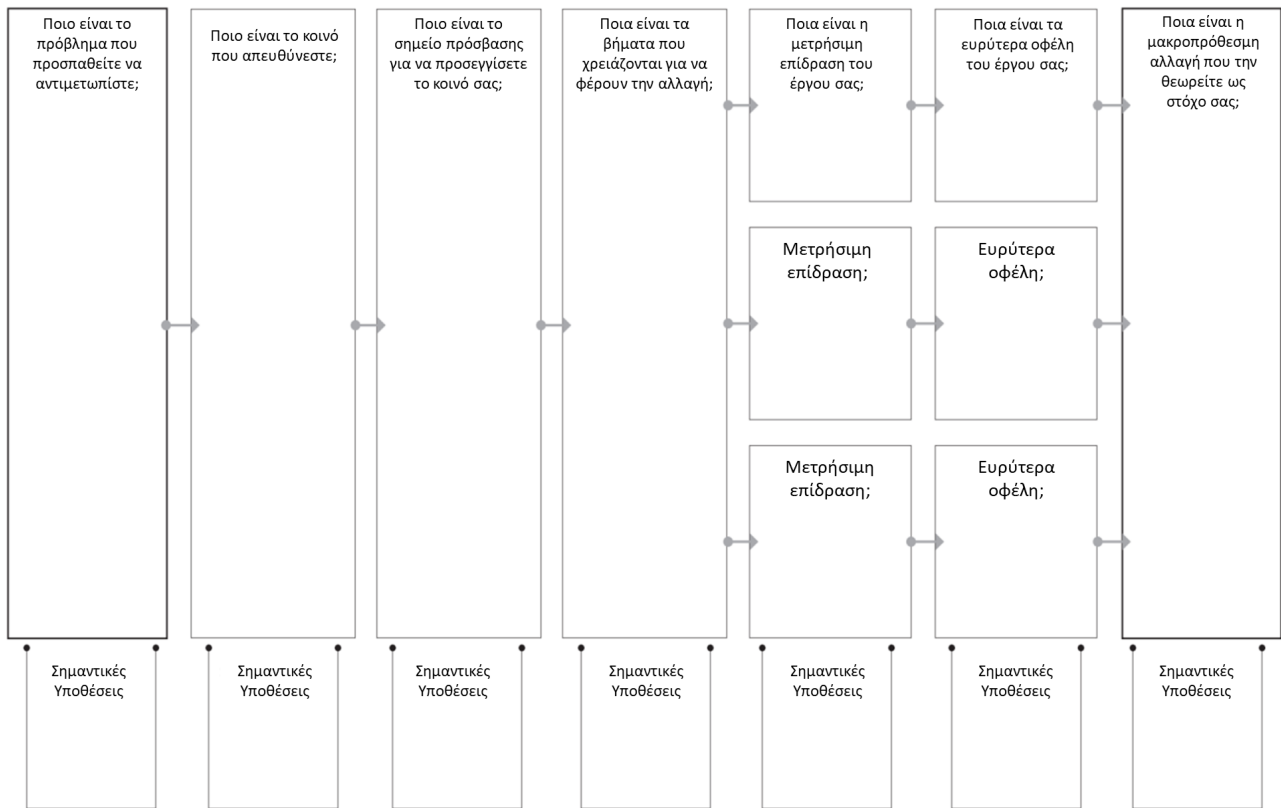 Ποιο είναι το
πρόβλημα που
προσπαθείτε να
αντιμετωπίστε;
Ποιο είναι το κοινό
που απευθύνεστε;
Ποιο είναι το
σημείο πρόσβασης
για να προσεγγίσετε
το κοινό σας;
Ποια είναι τα
βήματα που
χρειάζονται για να
φέρουν την αλλαγή;
Ποια είναι η
μετρήσιμη
επίδραση του
έργου σας;
Ποια είναι τα
ευρύτερα οφέλη
του έργου σας;
Ποια είναι η
μακροπρόθεσμη
αλλαγή που την
θεωρείτε ως
στόχο σας;
Μετρήσιμη
επίδραση;
Ευρύτερα
οφέλη;
Μετρήσιμη
επίδραση;
Ευρύτερα
οφέλη;
Σημαντικές
Υποθέσεις
Σημαντικές
Υποθέσεις
Σημαντικές
Υποθέσεις
Σημαντικές
Υποθέσεις
Σημαντικές
Υποθέσεις
Σημαντικές
Υποθέσεις
Σημαντικές
Υποθέσεις